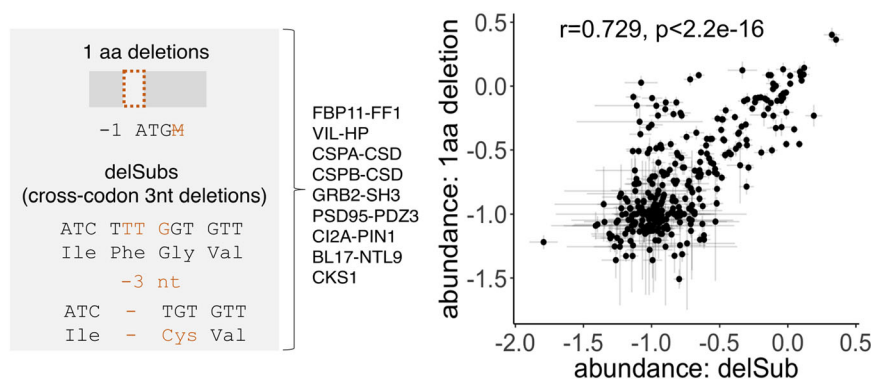 1 aa deletions
-1 ATGM
delSubs
(cross-codon 3nt deletions)
ATC TTT GGT GTT
Ile Phe Gly Val
-3 nt
ATC - TGT GTT
Ile - Cys Val
FBP11-FF1
VIL-HP
CSPA-CSD
CSPB-CSD
GRB2-SH3
PSD95-PDZ3
CI2A-PIN1
BL17-NTL9
CKS1
abundance: 1aa deletion
r=0.729, p<2.2e-16
0.5
0.0
-0.5
-1.0
-1.5
-2.0 -1.5 -1.0 -0.5 0.0 0.5
abundance: delSub